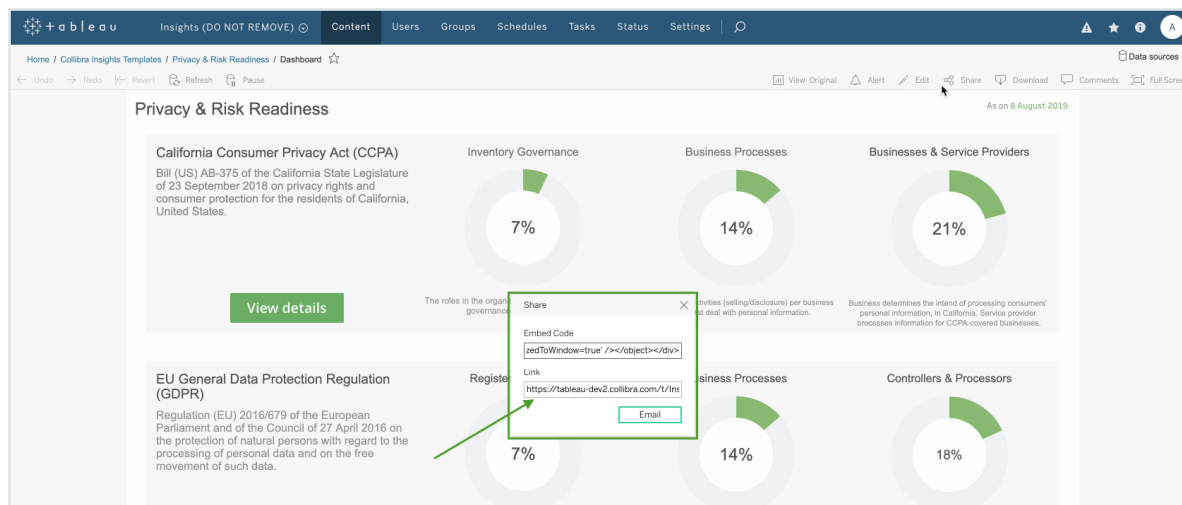 + a b | e a u
Insights (DO NOT REMOVE)
Content
Users
Groups
Schedules
Tasks
Status
Settings
A
Home / Collibra Insights Templates / Privacy & Risk Readiness / Dashboard
Data sources
Undo
Redo
Revert
Refresh
Pause
View: Original
Alert
Edit
Share
Download
Comments
Full Scree
Privacy & Risk Readiness
As on 8 August 2019
California Consumer Privacy Act (CCPA)
Bill (US) AB-375 of the California State Legislature
of 23 September 2018 on privacy rights and
consumer protection for the residents of California,
United States.
View details
Inventory Governance
7%
The roles in the organ
governance
Business Processes
14%
tivities (selling/disclosure) per business
at deal with personal information.
Businesses & Service Providers
21%
Business determines the intend of processing consumers'
personal information, in California. Service provider
processes information for CCPA-covered businesses.
Share
Embed Code
zedToWindow=true' /></object></div>
Link
https://tableau-dev2.collibra.com/t/Ins
Email
EU General Data Protection Regulation
(GDPR)
Regulation (EU) 2016/679 of the European
Parliament and of the Council of 27 April 2016 on
the protection of natural persons with regard to the
processing of personal data and on the free
movement of such data.
Registe
7%
siness Processes
14%
Controllers & Processors
18%